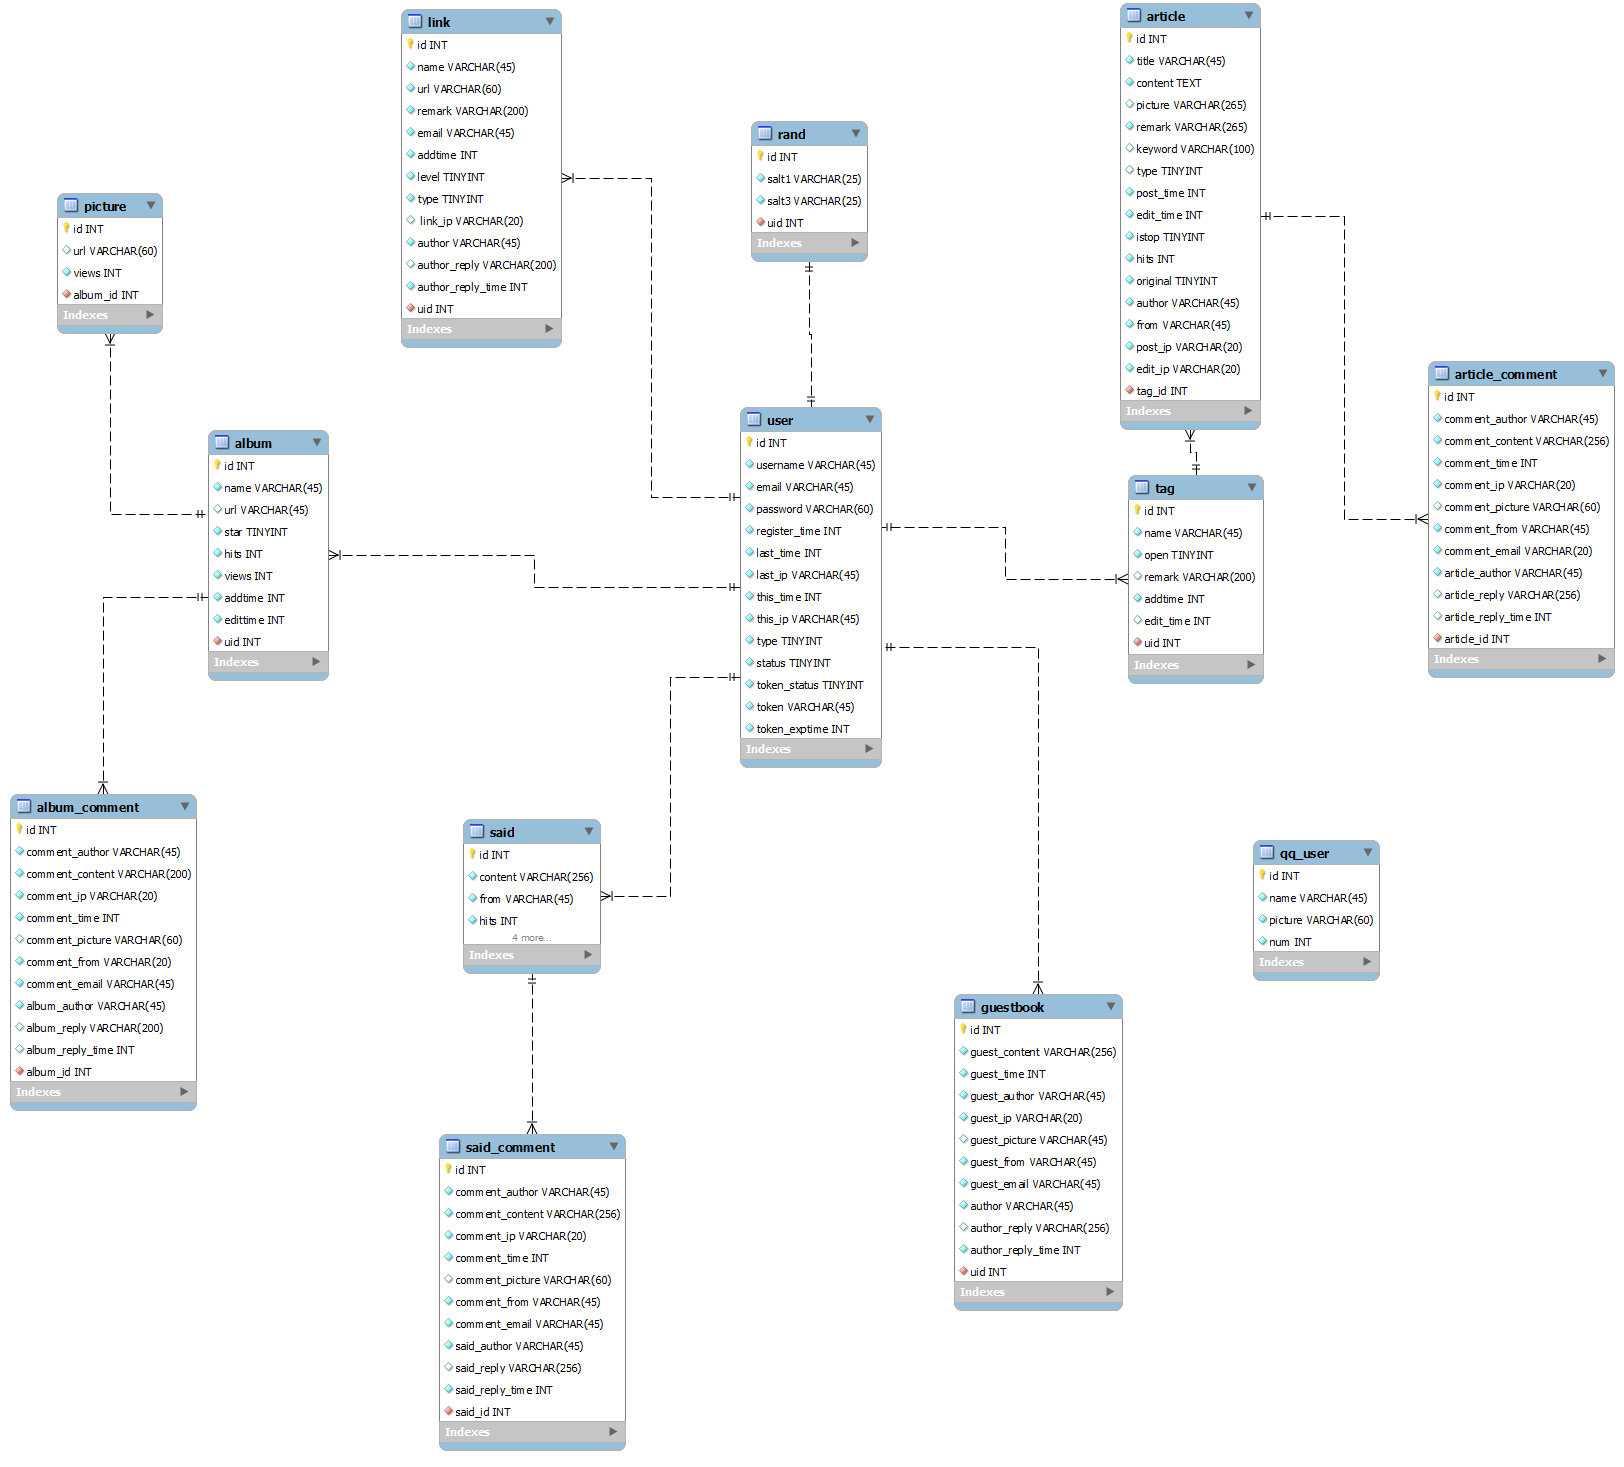 link
id INT
name VARCHAR(45)
url VARCHAR(60)
remark VARCHAR(200)
email VARCHAR(45)
addtime INT
level TINYINT
type TINYINT
link_ip VARCHAR(20)
author VARCHAR(45)
author_reply VARCHAR(200)
author_reply_time INT
uid INT
Indexes
article
id INT
title VARCHAR(45)
content TEXT
picture VARCHAR(265)
remark VARCHAR(265)
keyword VARCHAR(100)
type TINYINT
post_time INT
edit_time INT
istop TINYINT
hits INT
original TINYINT
author VARCHAR(45)
from VARCHAR(45)
post_ip VARCHAR(20)
edit_ip VARCHAR(20)
tag_id INT
Indexes
rand
id INT
salt1 VARCHAR(25)
salt3 VARCHAR(25)
uid INT
Indexes
picture
id INT
url VARCHAR(60)
views INT
album_id INT
Indexes
article_comment
id INT
comment_author VARCHAR(45)
comment_content VARCHAR(256)
comment_time INT
comment_ip VARCHAR(20)
comment_picture VARCHAR(60)
comment_from VARCHAR(45)
comment_email VARCHAR(20)
article_author VARCHAR(45)
article_reply VARCHAR(256)
article_reply_time INT
article_id INT
Indexes
user
id INT
username VARCHAR(45)
email VARCHAR(45)
password VARCHAR(60)
register_time INT
last_time INT
last_ip VARCHAR(45)
this_time INT
this_ip VARCHAR(45)
type TINYINT
status TINYINT
token_status TINYINT
token VARCHAR(45)
token_exptime INT
Indexes
album
id INT
name VARCHAR(45)
url VARCHAR(45)
star TINYINT
hits INT
views INT
addtime INT
edittime INT
uid INT
Indexes
tag
id INT
name VARCHAR(45)
open TINYINT
remark VARCHAR(200)
addtime INT
edit_time INT
uid INT
Indexes
album_comment
id INT
comment_author VARCHAR(45)
comment_content VARCHAR(200)
comment_ip VARCHAR(20)
comment_time INT
comment_picture VARCHAR(60)
comment_from VARCHAR(20)
comment_email VARCHAR(45)
album_author VARCHAR(45)
album_reply VARCHAR(200)
album_reply_time INT
album_id INT
Indexes
said
id INT
content VARCHAR(256)
from VARCHAR(45)
hits INT
4 more...
Indexes
qq_user
id INT
name VARCHAR(45)
picture VARCHAR(60)
num INT
Indexes
guestbook
id INT
guest_content VARCHAR(256)
guest_time INT
guest_author VARCHAR(45)
guest_ip VARCHAR(20)
guest_picture VARCHAR(45)
guest_from VARCHAR(45)
guest_email VARCHAR(45)
author VARCHAR(45)
author_reply VARCHAR(256)
author_reply_time INT
uid INT
Indexes
said_comment
id INT
comment_author VARCHAR(45)
comment_content VARCHAR(256)
comment_ip VARCHAR(20)
comment_time INT
comment_picture VARCHAR(60)
comment_from VARCHAR(45)
comment_email VARCHAR(45)
said_author VARCHAR(45)
said_reply VARCHAR(256)
said_reply_time INT
said_id INT
Indexes